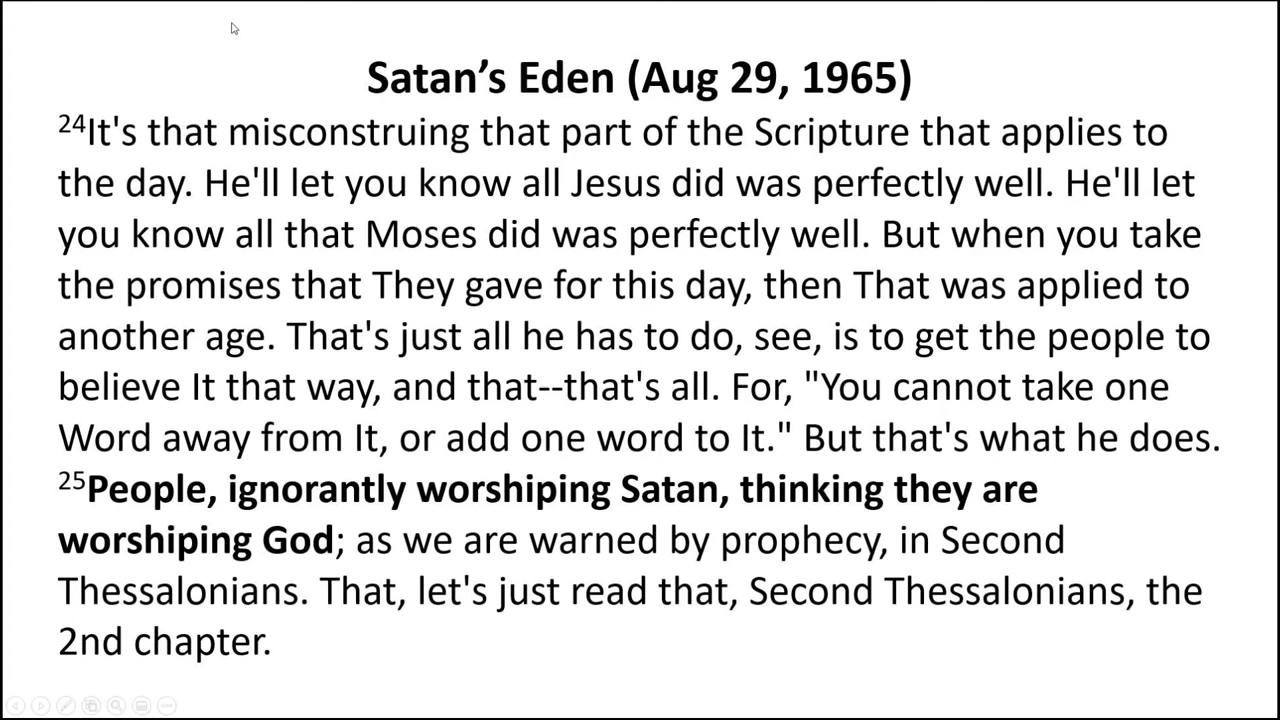 Satan’s Eden (Aug 29, 1965)
24It's that misconstruing that part of the Scripture that applies to
the day. He'll let you know all Jesus did was perfectly well. He'll let
you know all that Moses did was perfectly well. But when you take
the promises that They gave for this day, then That was applied to
another age. That's just all he has to do, see, is to get the people to
believe It that way, and that--that's all. For, "You cannot take one
Word away from It, or add one word to It." But that's what he does.
25People, ignorantly worshiping Satan, thinking they are
worshiping God; as we are warned by prophecy, in Second
Thessalonians. That, let's just read that, Second Thessalonians, the
2nd chapter.